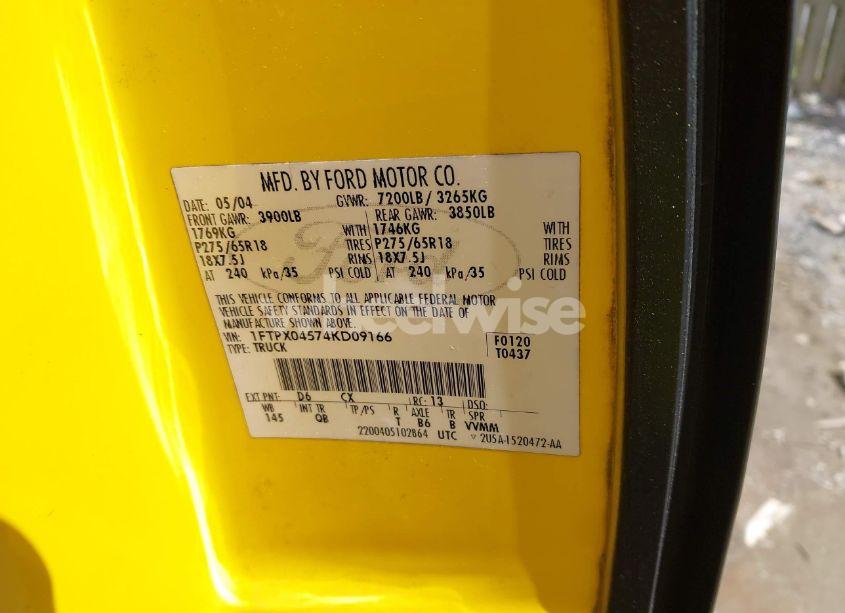 MFD. BY FORD MOTOR CO.
DATE: 05/04 GVWR: 7200LB/ 3265KG
FRONT GAWR: 3900LB REAR GAWR: 3850LB
1769KG WITH 1746KG WITH
P275/65R18 TIRES P275/65R18 TIRES
18X7.5J RIMS 18X7.5J RIMS
AT 240 kPa/35 PSI COLD AT 240 kPa/35 PSI COLD
THIS VEHICLE CONFORMS TO ALL APPLICABLE FEDERAL MOTOR
VEHICLE SAFETY STANDARDS IN EFFECT ON THE DATE OF
MANUFACTURE SHOWN ABOVE.
VIN: 1FTPX04574KD09166 F0120
TYPE: TRUCK T0437
EXT PNT: D6 CX RC: 13 DSO:
WB INT TR TP/PS R AXLE TR SPR
145 QB T B6 B VVMM
2200405102864 UTC 2U5A-1520472-AA
Ford